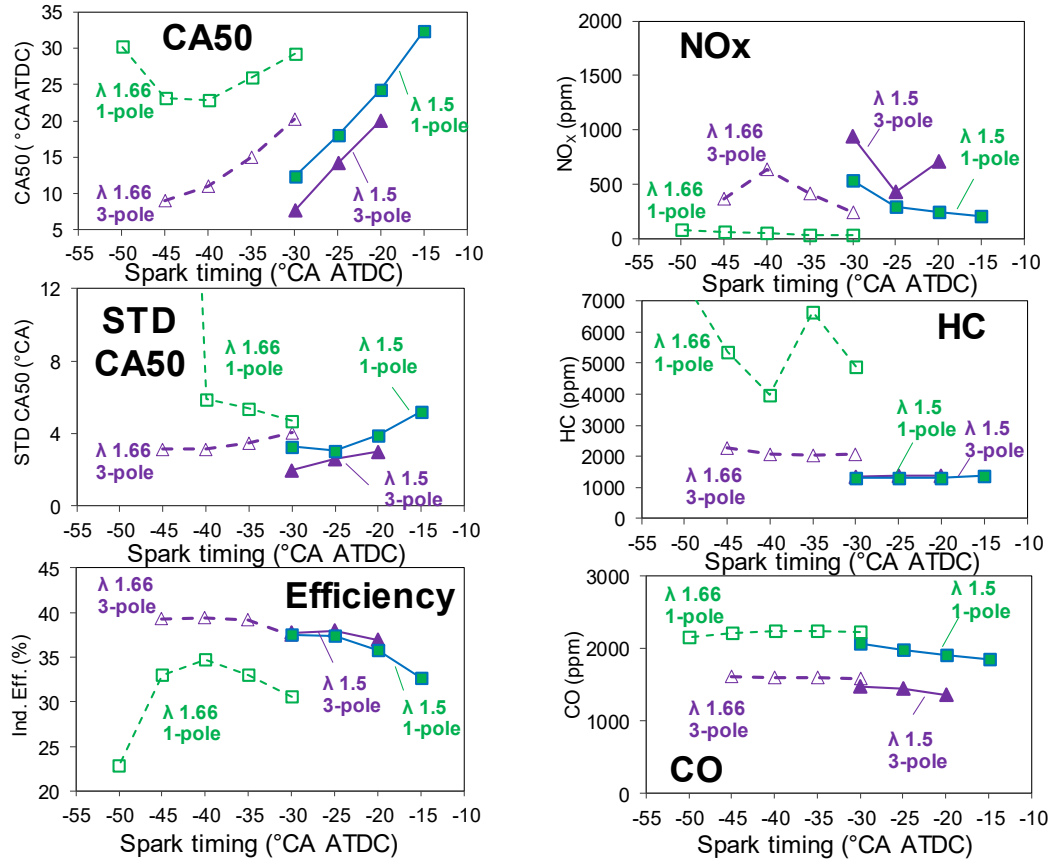 CA50
35
30
25
20
15
10
5
CA50 ( °CA ATDC)
λ 1.66
1-pole
λ 1.5
1-pole
λ 1.66
3-pole
λ 1.5
3-pole
-55 -50 -45 -40 -35 -30 -25 -20 -15 -10
Spark timing (°CA ATDC)
NOx
2000
1500
1000
500
0
NOX (ppm)
λ 1.5
3-pole
λ 1.66
3-pole
λ 1.5
1-pole
λ 1.66
1-pole
-55 -50 -45 -40 -35 -30 -25 -20 -15 -10
Spark timing (°CA ATDC)
STD
CA50
12
8
4
0
STD CA50 (°CA)
λ 1.66
1-pole
λ 1.5
1-pole
λ 1.66
3-pole
λ 1.5
3-pole
-55 -50 -45 -40 -35 -30 -25 -20 -15 -10
Spark timing (°CA ATDC)
HC
7000
6000
5000
4000
3000
2000
1000
0
HC (ppm)
λ 1.66
1-pole
λ 1.5
1-pole
λ 1.5
3-pole
λ 1.66
3-pole
-55 -50 -45 -40 -35 -30 -25 -20 -15 -10
Spark timing (°CA ATDC)
Efficiency
45
40
35
30
25
20
Ind. Eff. (%)
λ 1.66
3-pole
λ 1.5
3-pole
λ 1.66
1-pole
λ 1.5
1-pole
-55 -50 -45 -40 -35 -30 -25 -20 -15 -10
Spark timing (°CA ATDC)
CO
3000
2000
1000
0
CO (ppm)
λ 1.66
1-pole
λ 1.5
1-pole
λ 1.66
3-pole
λ 1.5
3-pole
-55 -50 -45 -40 -35 -30 -25 -20 -15 -10
Spark timing (°CA ATDC)